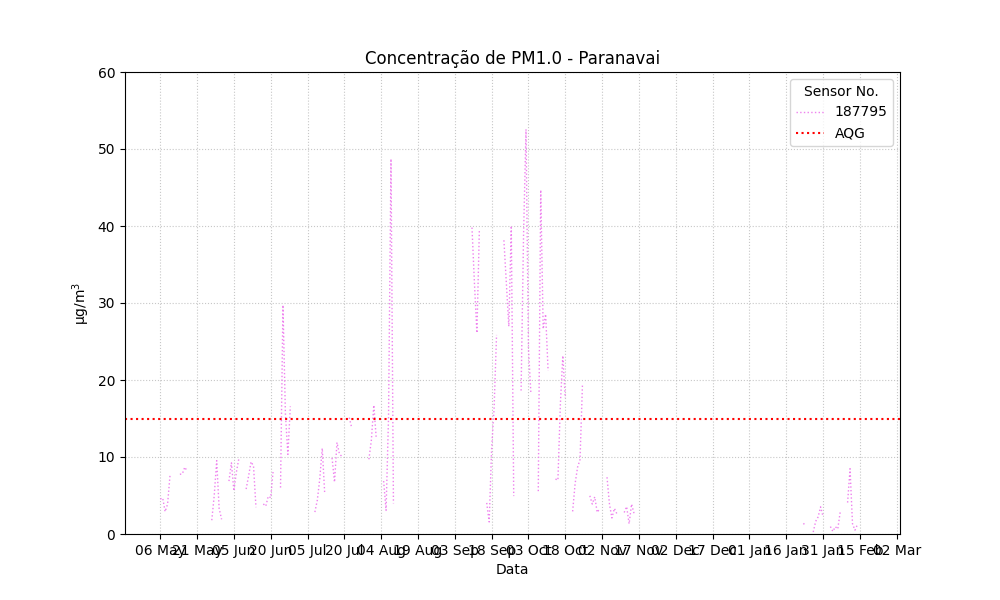 Concentração de PM1.0 - Paranavai
Sensor No.
187795
AQG
60
50
40
30
20
10
0
µg/m³
06 May 21 May 05 Jun 20 Jun 05 Jul 20 Jul 04 Aug 19 Aug 03 Sep 18 Sep 03 Oct 18 Oct 02 Nov 17 Nov 02 Dec 17 Dec 01 Jan 16 Jan 31 Jan 15 Feb 02 Mar
Data